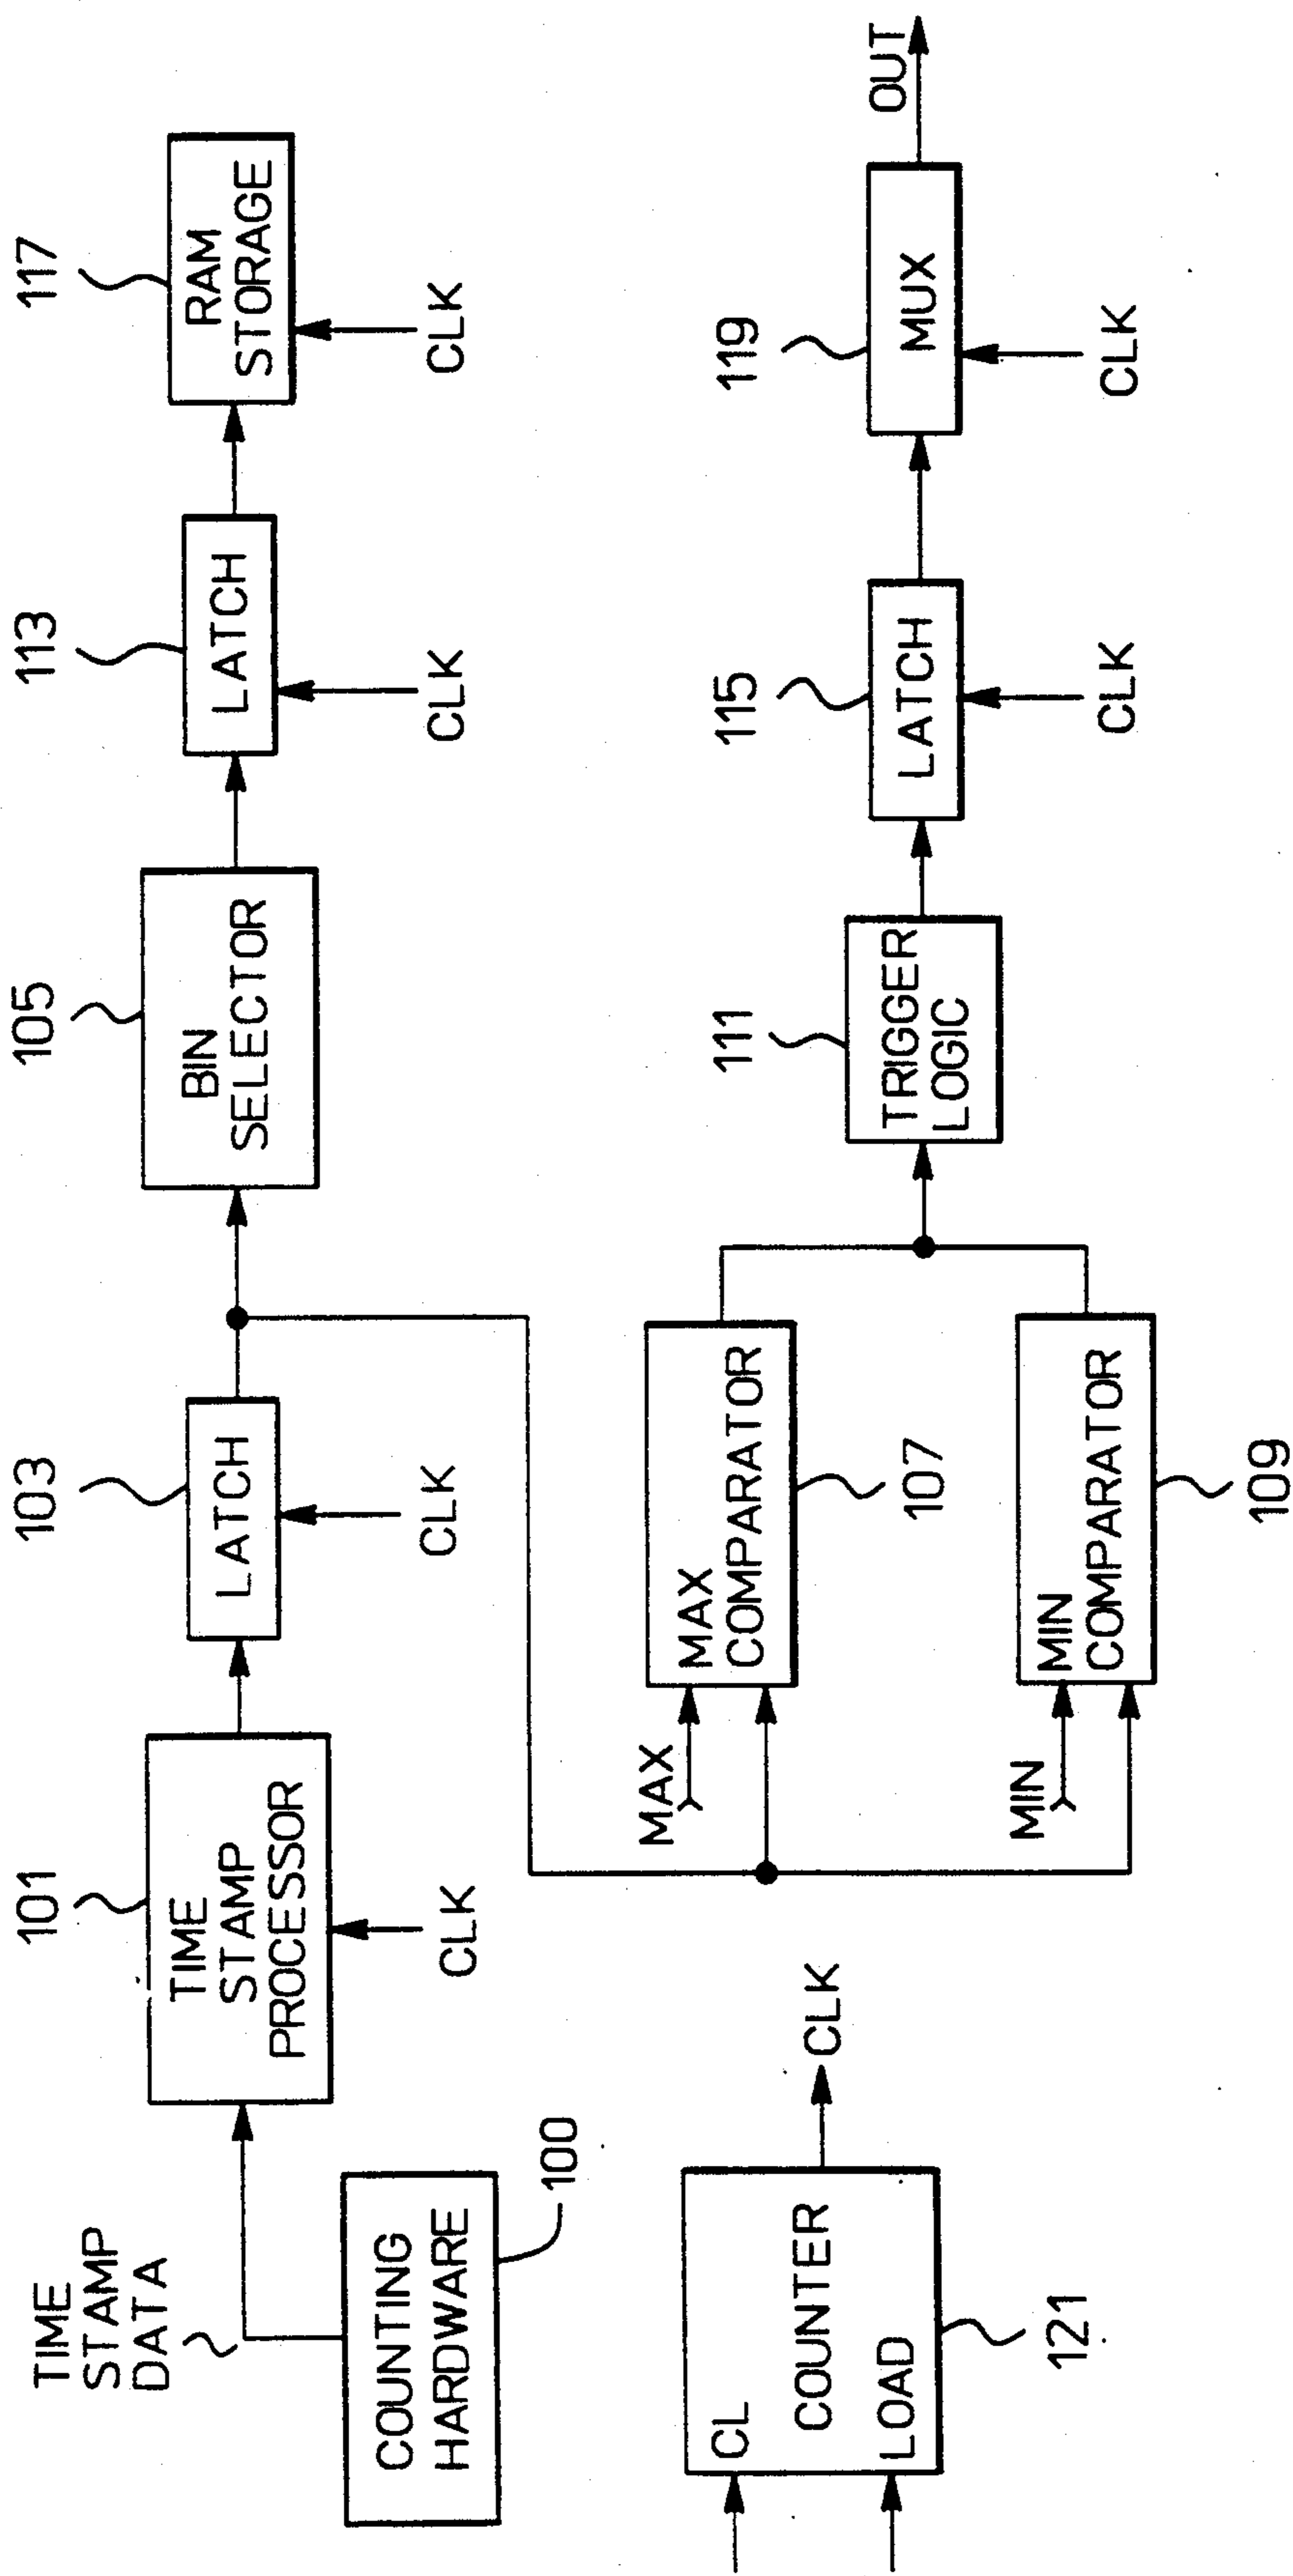 TIME
STAMP
DATA
COUNTING
HARDWARE
100
101
TIME
STAMP
PROCESSOR
CLK
103
LATCH
CLK
105
BIN
SELECTOR
113
LATCH
CLK
117
RAM
STORAGE
CLK
CL
COUNTER
LOAD
121
CLK
MAX
MAX
COMPARATOR
107
MIN
MIN
COMPARATOR
109
111
TRIGGER
LOGIC
115
LATCH
CLK
119
MUX
CLK
OUT